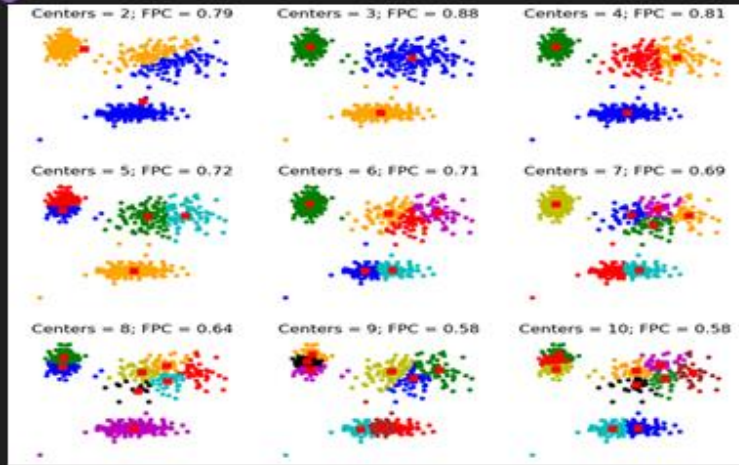 Centers = 2; FPC = 0.79
Centers = 3; FPC = 0.88
Centers = 4; FPC = 0.81
Centers = 5; FPC = 0.72
Centers = 6; FPC = 0.71
Centers = 7; FPC = 0.69
Centers = 8; FPC = 0.64
Centers = 9; FPC = 0.58
Centers = 10; FPC = 0.58